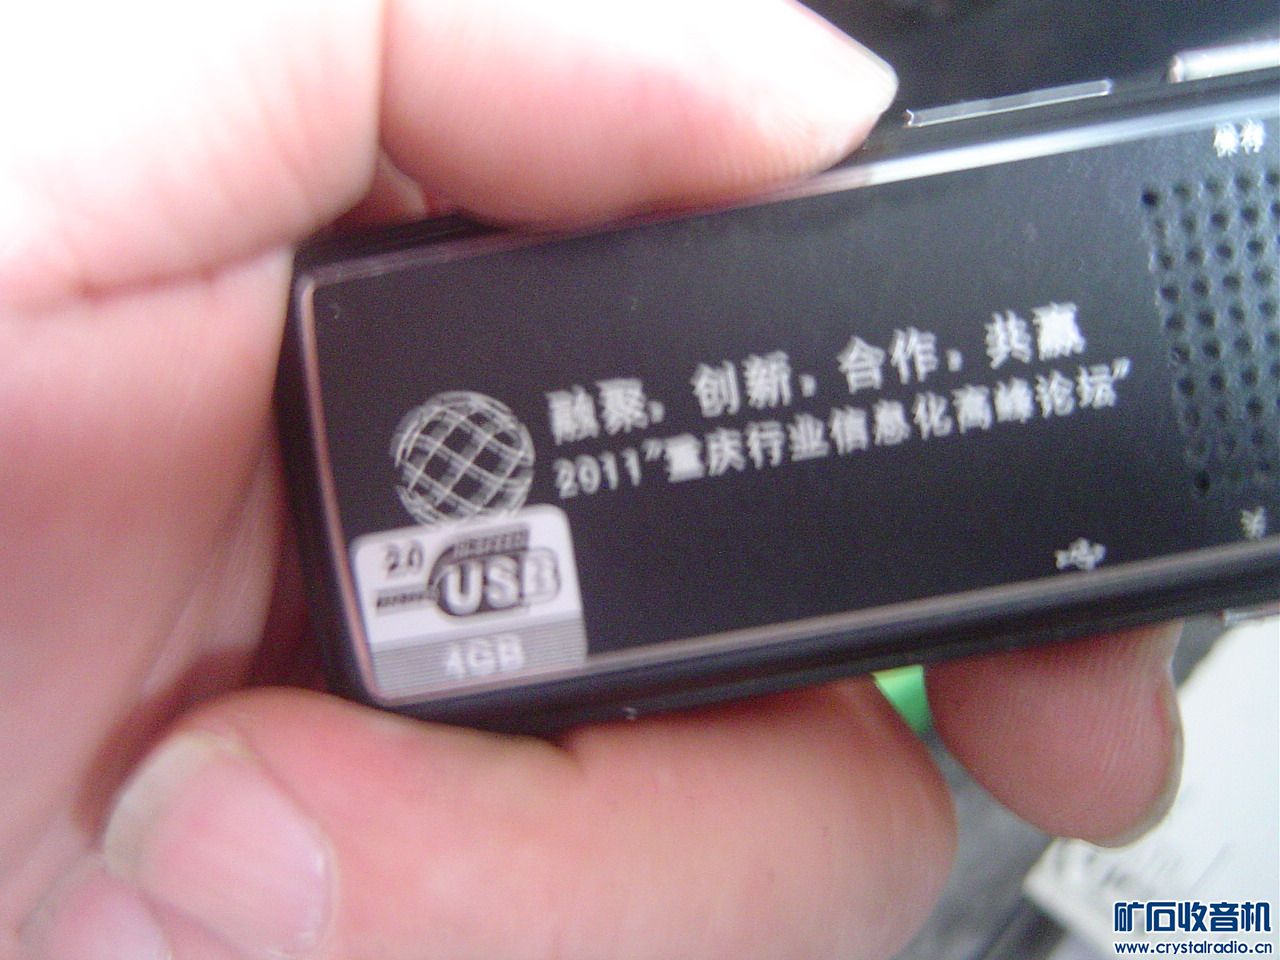 融聚，创新，合作，共赢
2011"重庆行业信息化高峰论坛"
2.0
USB
4GB
矿石收音机
www.crystalradio.cn